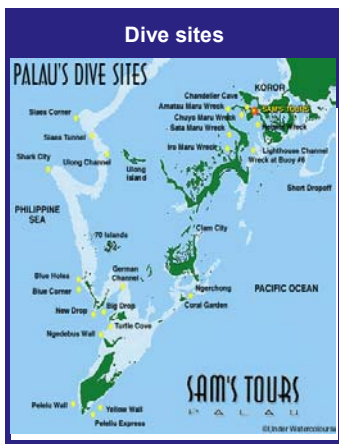 Dive sites
PALAU'S DIVE SITES
KOROR
Chandelier Cave
Amatsu Maru Wreck
SAM'S TOURS
Chuyo Maru Wreck
Sata Maru Wreck
Wreck
Iro Maru Wreck
Lighthouse Channel
Wreck at Buoy #6
Short Dropoff
Siaes Corner
Siaes Tunnel
Shark City
Ulong Channel
Ulong
Island
PHILIPPINE
SEA
70 Islands
Clam City
German
Channel
Blue Holes
Blue Corner
Ngerchong
PACIFIC OCEAN
New Drop
Big Drop
Coral Garden
Turtle Cove
Ngedebus Wall
SAM'S TOURS
PALAU
Peleliu Wall
Yellow Wall
Peleliu Express
©Under Watercolours